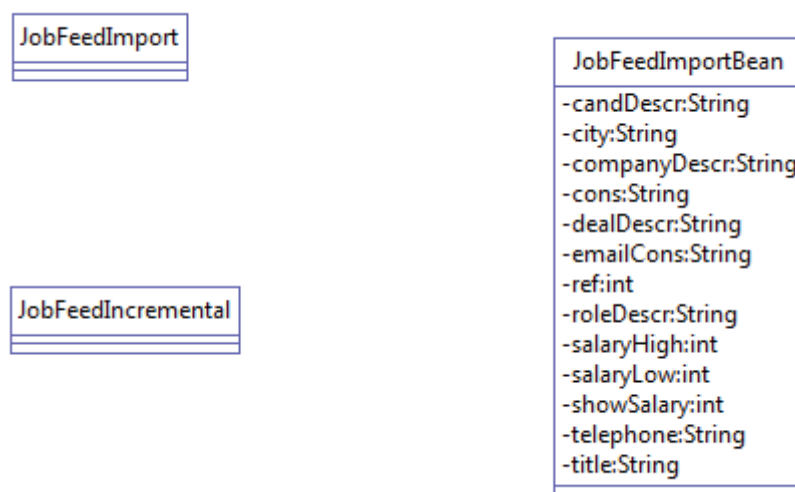 JobFeedImport
JobFeedIncremental
JobFeedImportBean
-candDescr:String
-city:String
-companyDescr:String
-cons:String
-dealDescr:String
-emailCons:String
-ref:int
-roleDescr:String
-salaryHigh:int
-salaryLow:int
-showSalary:int
-telephone:String
-title:String